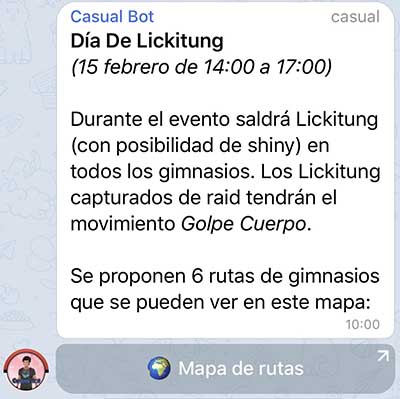 Casual Bot casual
Día De Lickitung
(15 febrero de 14:00 a 17:00)
Durante el evento saldrá Lickitung
(con posibilidad de shiny) en
todos los gimnasios. Los Lickitung
capturados de raid tendrán el
movimiento Golpe Cuerpo.
Se proponen 6 rutas de gimnasios
que se pueden ver en este mapa:
10:00
🌍 Mapa de rutas